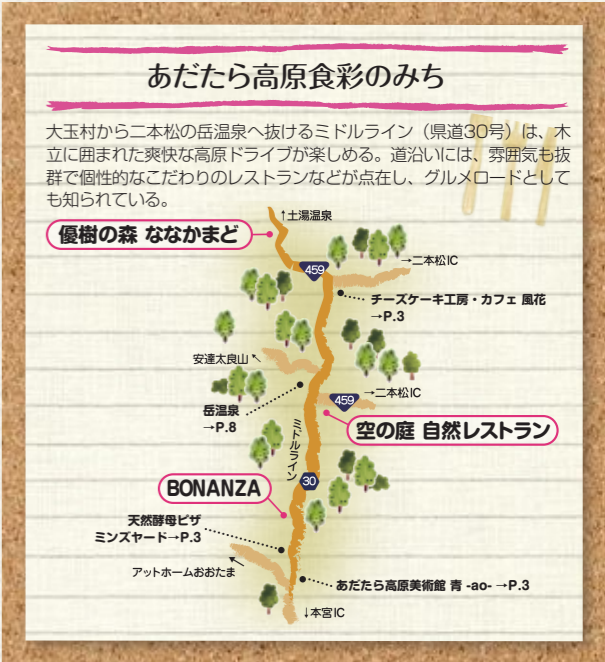 あだたら高原食彩のみち
大玉村から二本松の岳温泉へ抜けるミドルライン（県道30号）は、木
立に囲まれた爽快な高原ドライブが楽しめる。道沿いには、雰囲気も抜
群で個性的なこだわりのレストランなどが点在し、グルメロードとして
も知られている。
↑土湯温泉
優樹の森 ななかまど
459
→二本松IC
チーズケーキ工房・カフェ 風花
→P.3
安達太良山↖
459
→二本松IC
岳温泉
→P.8
空の庭 自然レストラン
ミドルライン
30
BONANZA
天然酵母ピザ
ミンズヤード→P.3
アットホームおおたま
あだたら高原美術館 青 -ao- →P.3
↓本宮IC